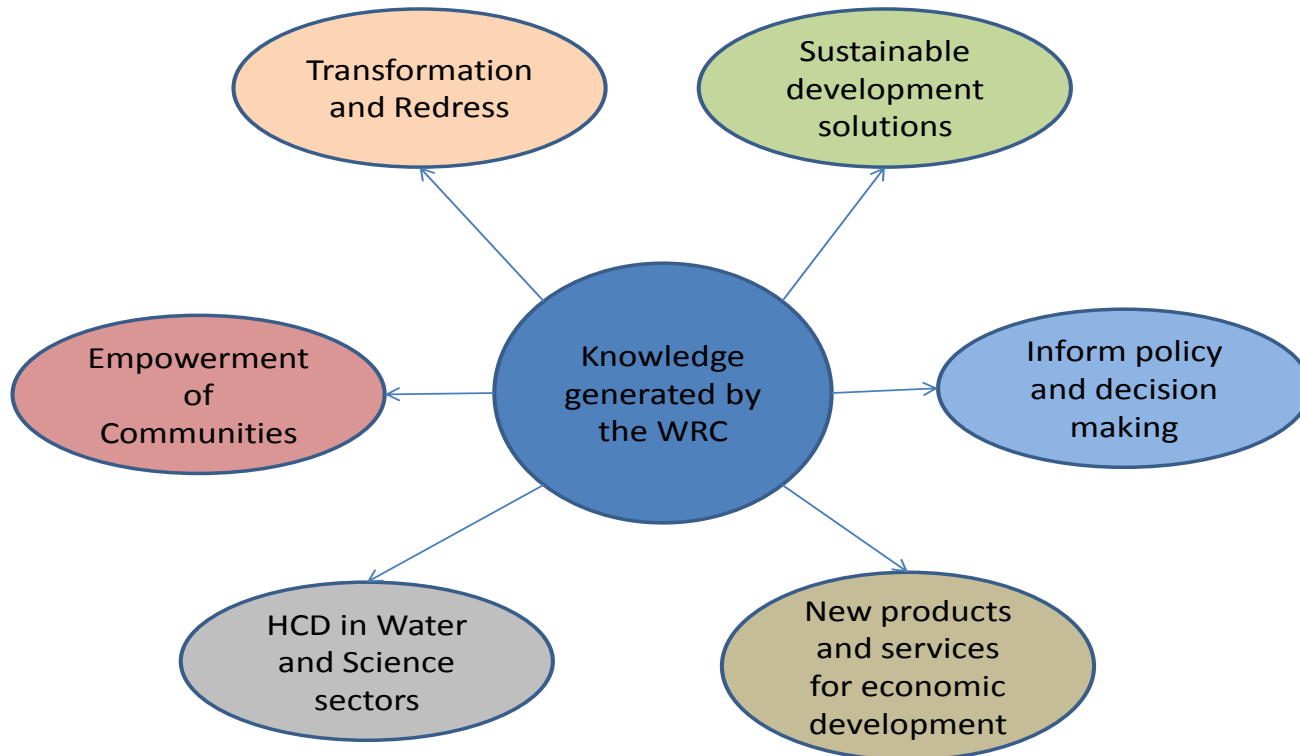 Transformation
and Redress
Sustainable
development
solutions
Empowerment
of
Communities
Knowledge
generated by
the WRC
Inform policy
and decision
making
HCD in Water
and Science
sectors
New products
and services
for economic
development